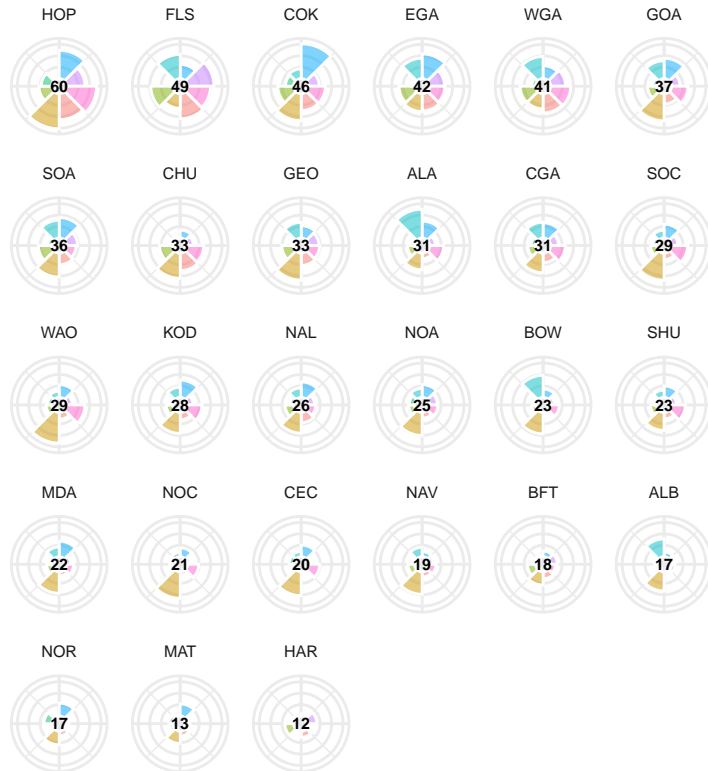 HOP FLS COK EGA WGA GOA
60 49 46 42 41 37
SOA CHU GEO ALA CGA SOC
36 33 33 31 31 29
WAO KOD NAL NOA BOW SHU
29 28 26 25 23 23
MDA NOC CEC NAV BFT ALB
22 21 20 19 18 17
NOR MAT HAR
17 13 12